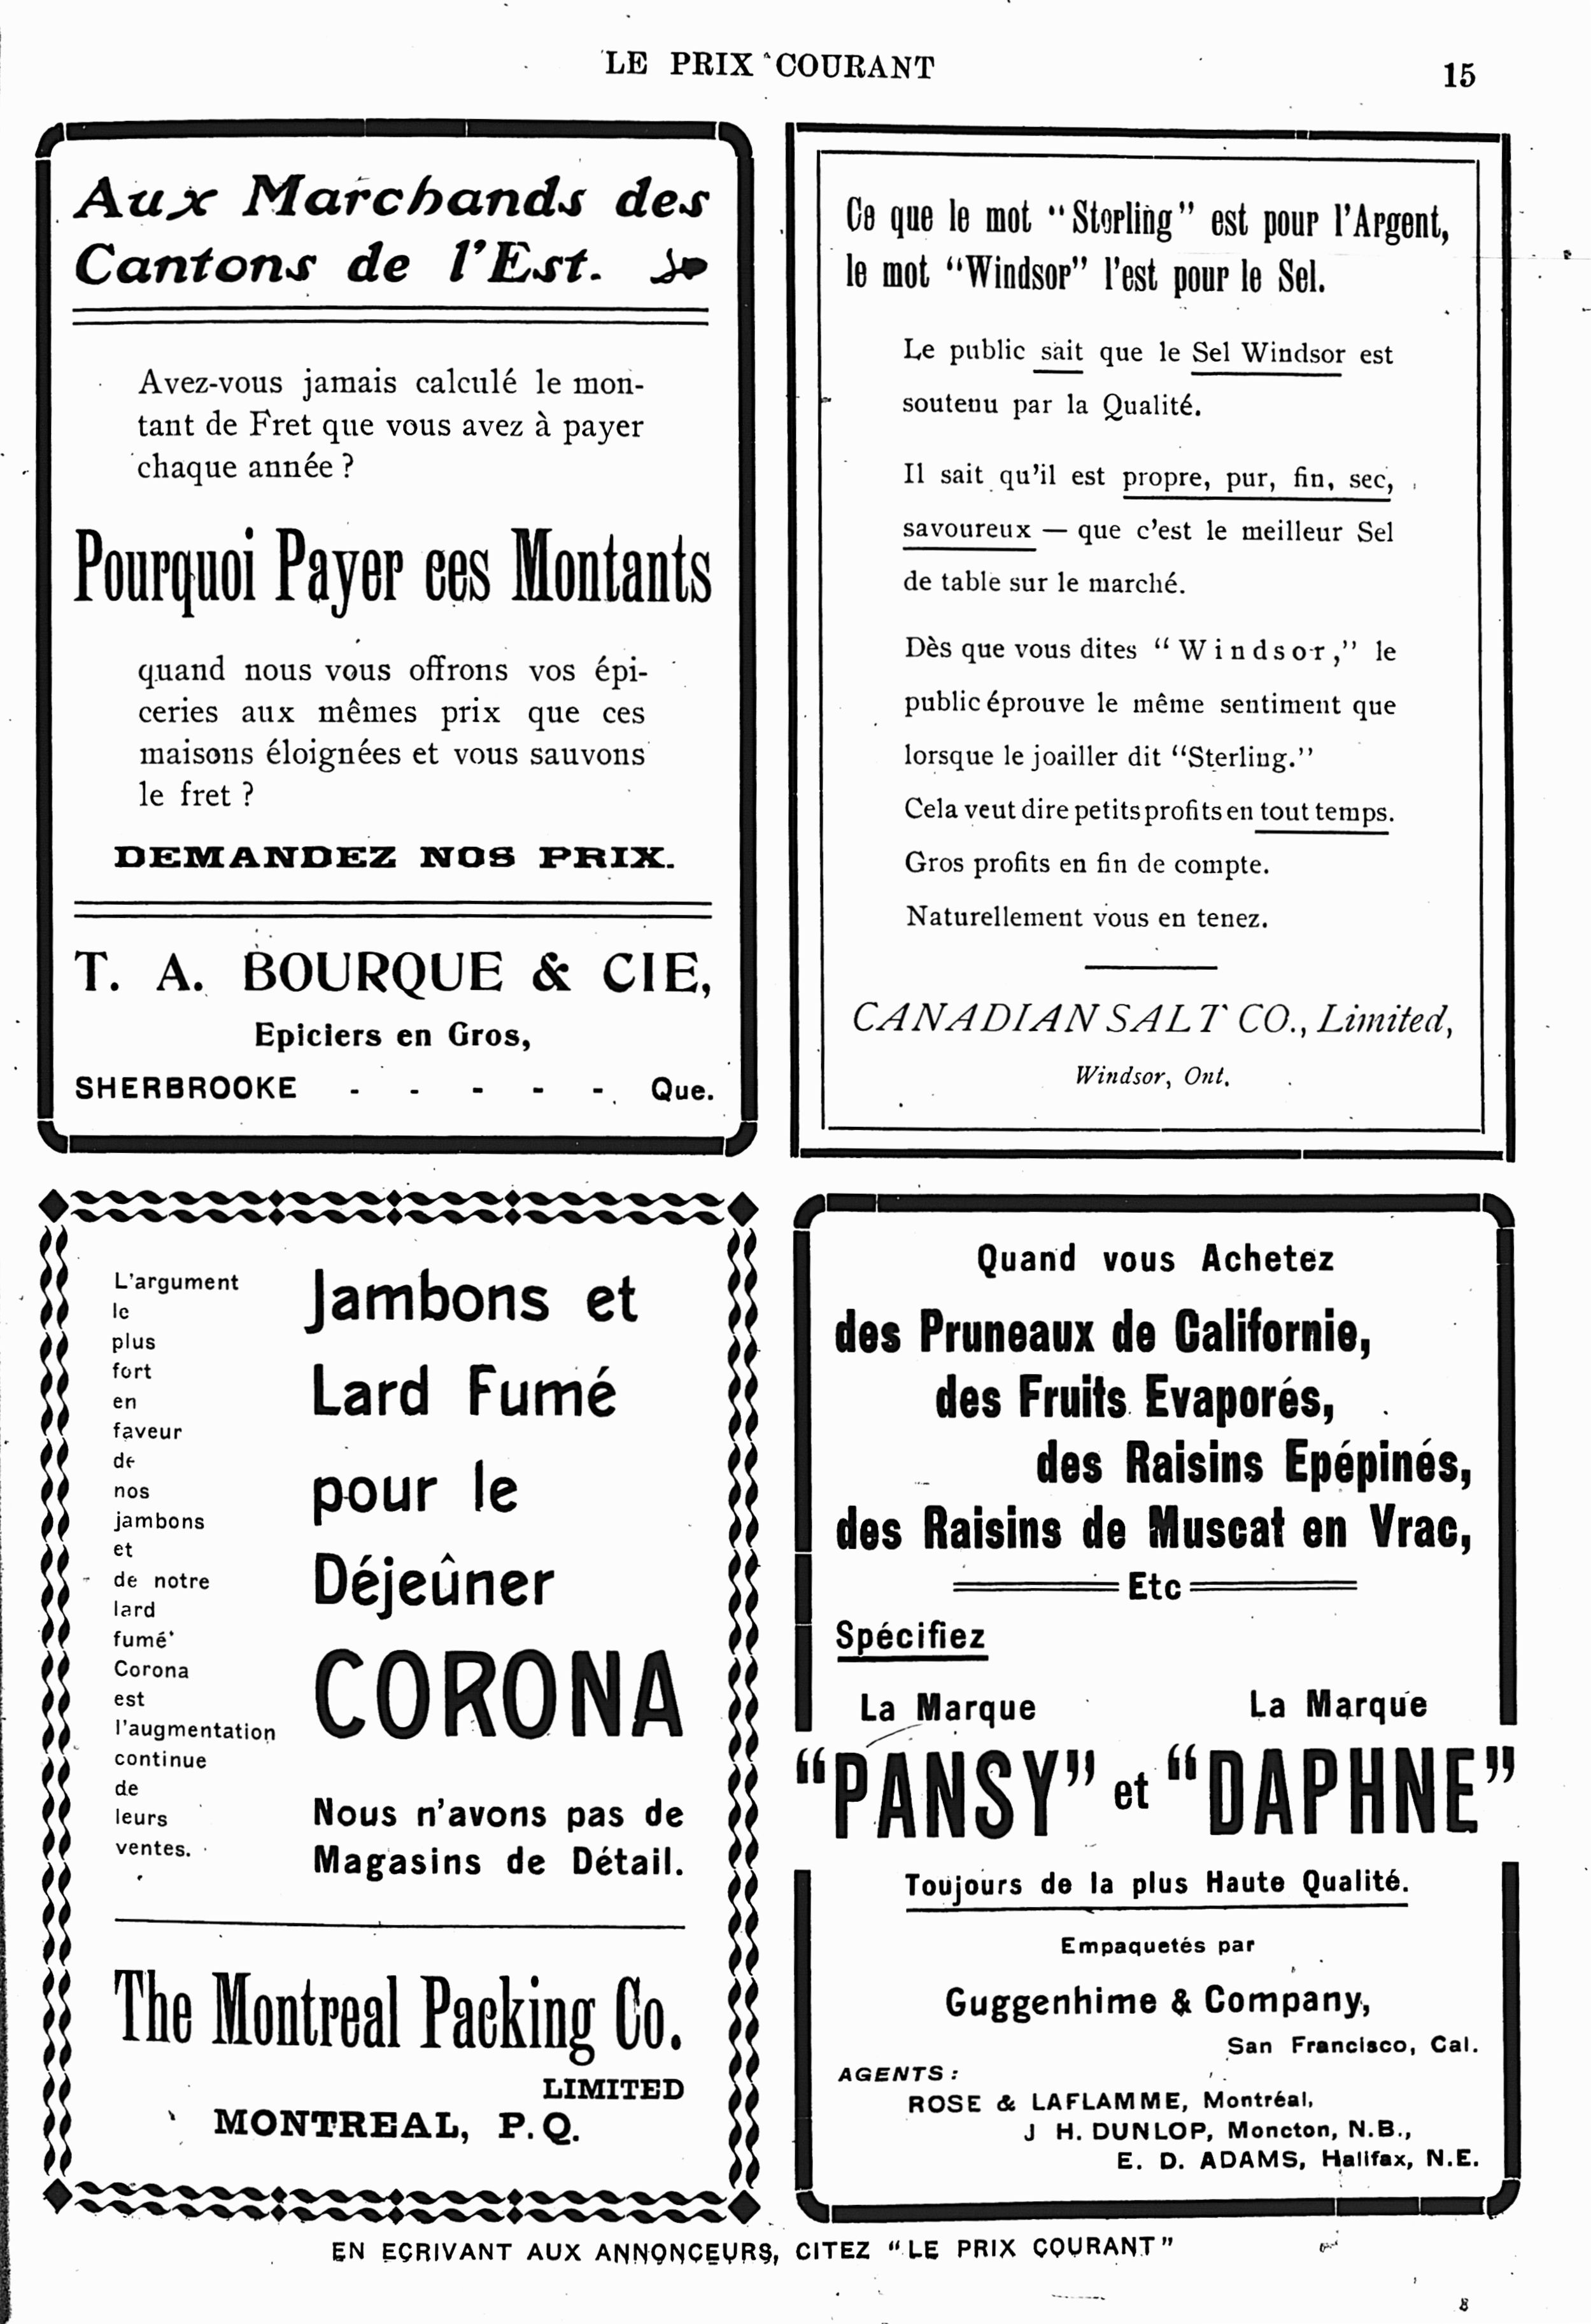 LE PRIX COURANT
15
Aux Marchands des
Cantons de l'Est.
Avez-vous jamais calculé le mon-
tant de Fret que vous avez à payer
chaque année ?
Pourquoi Payer ces Montants
quand nous vous offrons vos épi-
ceries aux mêmes prix que ces
maisons éloignées et vous sauvons
le fret ?
DEMANDEZ NOS PRIX.
T. A. BOURQUE & CIE,
Epiciers en Gros,
SHERBROOKE - - - - - Que.
Ce que le mot "Sterling" est pour l'Argent,
le mot "Windsor" l'est pour le Sel.
Le public sait que le Sel Windsor est
soutenu par la Qualité.
Il sait qu'il est propre, pur, fin, sec,
savoureux — que c'est le meilleur Sel
de table sur le marché.
Dès que vous dites "Windsor," le
public éprouve le même sentiment que
lorsque le joailler dit "Sterling."
Cela veut dire petits profits en tout temps.
Gros profits en fin de compte.
Naturellement vous en tenez.
CANADIAN SALT CO., Limited,
Windsor, Ont.
L'argument
le
plus
fort
en
faveur
de
nos
jambons
et
de notre
lard
fumé
Corona
est
l'augmentation
continue
de
leurs
ventes.
Jambons et
Lard Fumé
pour le
Déjeûner
CORONA
Nous n'avons pas de
Magasins de Détail.
The Montreal Packing Co.
LIMITED
MONTREAL, P.Q.
Quand vous Achetez
des Pruneaux de Californie,
des Fruits Evaporés,
des Raisins Epépinés,
des Raisins de Muscat en Vrac,
Etc
Spécifiez
La Marque La Marque
"PANSY" et "DAPHNE"
Toujours de la plus Haute Qualité.
Empaquetés par
Guggenhime & Company,
San Francisco, Cal.
AGENTS :
ROSE & LAFLAMME, Montréal,
J H. DUNLOP, Moncton, N.B.,
E. D. ADAMS, Halifax, N.E.
EN ECRIVANT AUX ANNONCEURS, CITEZ "LE PRIX COURANT"
8